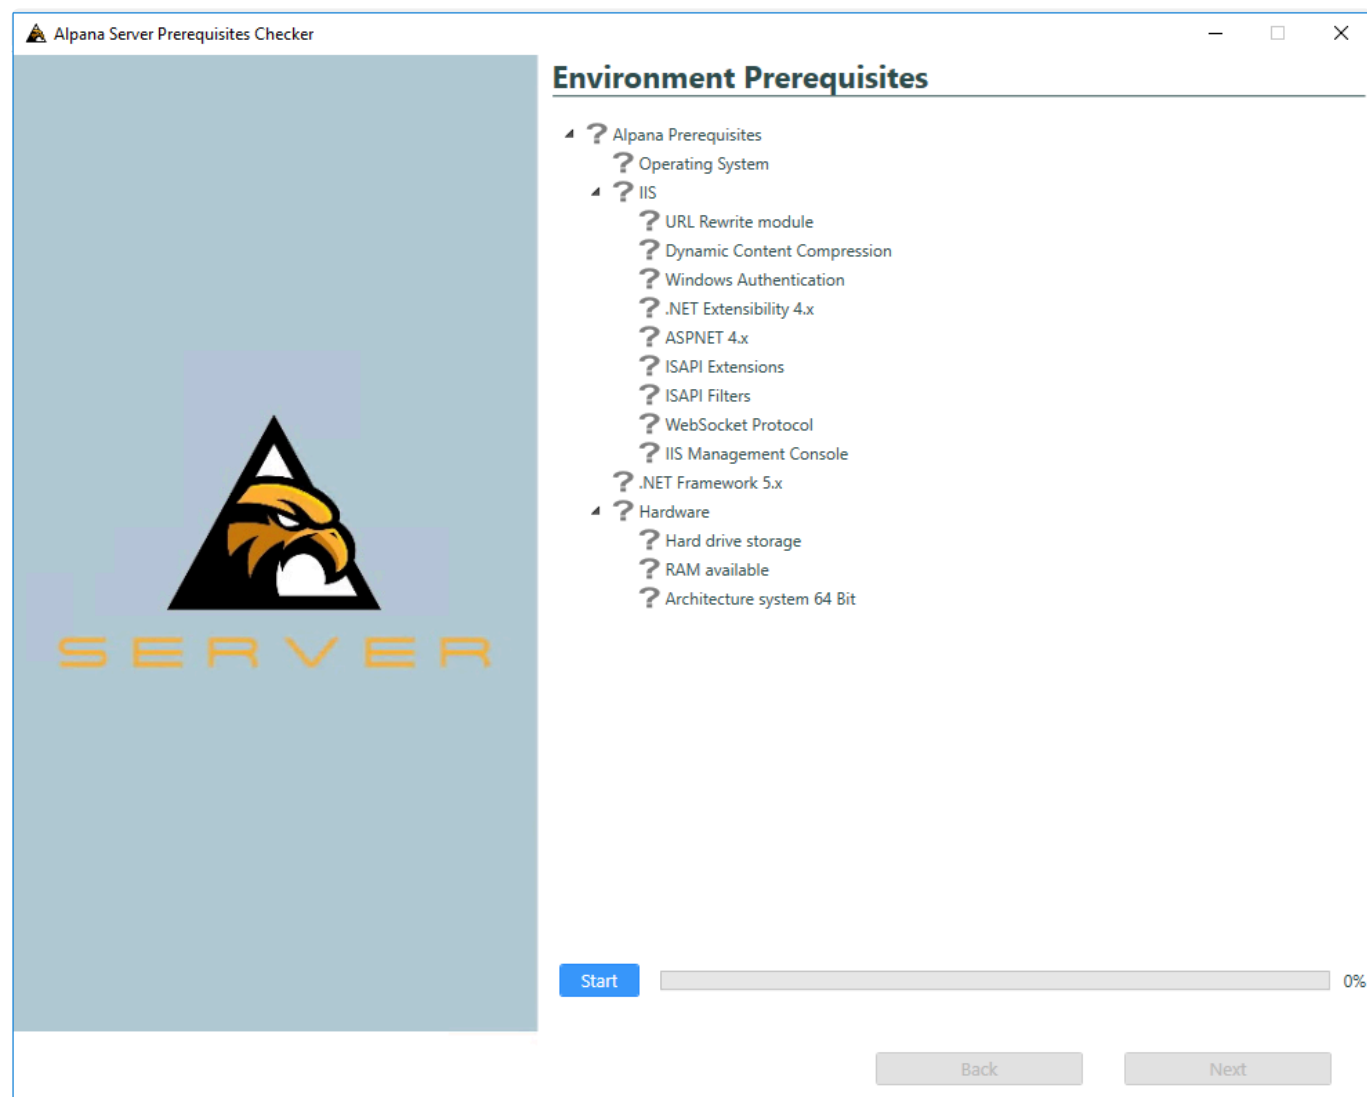 Alpana Server Prerequisites Checker
Environment Prerequisites
Alpana Prerequisites
Operating System
IIS
URL Rewrite module
Dynamic Content Compression
Windows Authentication
.NET Extensibility 4.x
ASPNET 4.x
ISAPI Extensions
ISAPI Filters
WebSocket Protocol
IIS Management Console
.NET Framework 5.x
Hardware
Hard drive storage
RAM available
Architecture system 64 Bit
SERVER
Start
0%
Back
Next